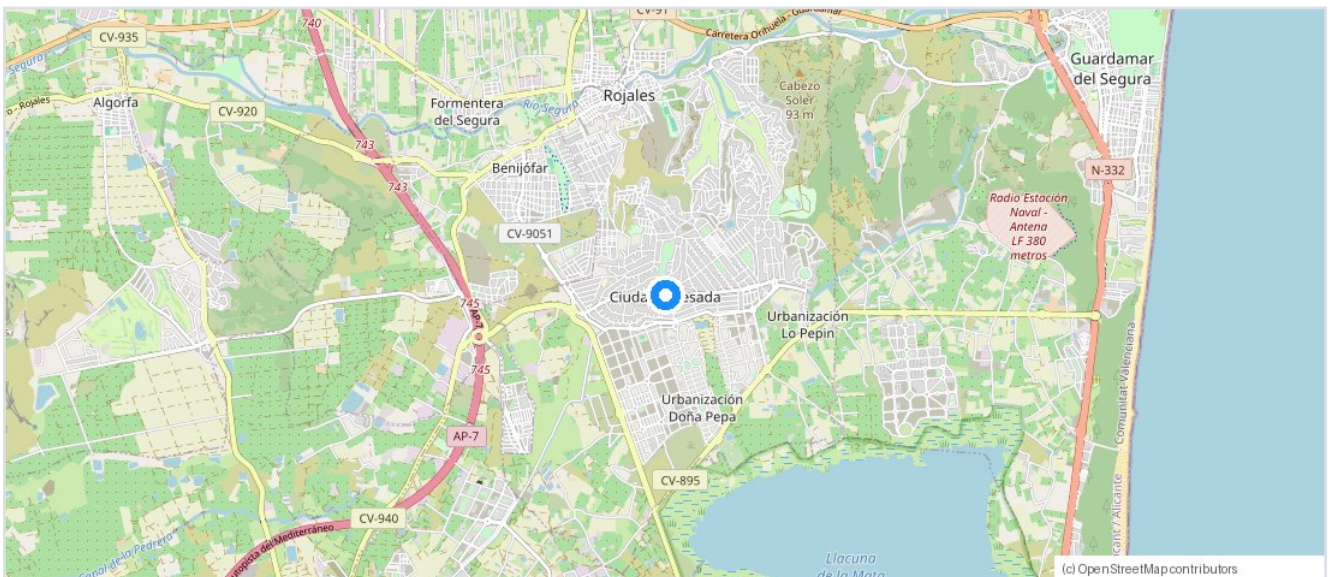 740
CV-91
Carretera Orihuela - Guardamar
CV-935
Segura
Guardamar
del Segura
Cabezo
Soler
93 m
Rojales
o - Rojales
Algorfa
Formentera
del Segura
Río Segura
CV-920
743
743
Benijófar
N-332
Radio Estación
Naval -
Antena
LF 380
metros
CV-9051
745
AP-7
Urbanización
Lo Pepin
745
Urbanización
Doña Pepa
AP-7
CV-895
CV-940
utopista del Mediterráneo
Canal de la Pedrera
Llacuna
de la Mata
icant / Alicante
Comunitat Valenciana
(c) OpenStreetMap contributors